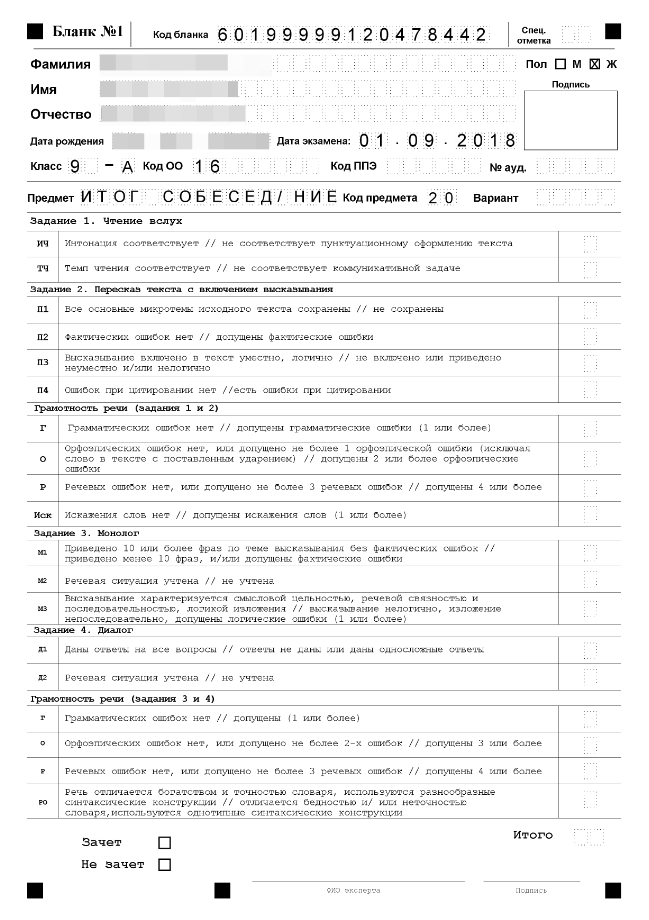 Бланк №1 Код бланка 6019999912047844 2 Спец. отметка
Фамилия Пол М ☒ Ж
Имя Подпись
Отчество
Дата рождения Дата экзамена: 01.09.2018
Класс 9 - А Код ОО 16 Код ППЭ № ауд.
Предмет ИТОГ СОБЕСЕД/НИЕ Код предмета 20 Вариант
Задание 1. Чтение вслух
ИЧ Интонация соответствует // не соответствует пунктуационному оформлению текста
ТЧ Темп чтения соответствует // не соответствует коммуникативной задаче
Задание 2. Пересказ текста с включением высказывания
П1 Все основные микротемы исходного текста сохранены // не сохранены
П2 Фактических ошибок нет // допущены фактические ошибки
П3 Высказывание включено в текст уместно, логично // не включено или приведено
неуместно и/или нелогично
П4 Ошибок при цитировании нет //есть ошибки при цитировании
Грамотность речи (задания 1 и 2)
Г Грамматических ошибок нет // допущены грамматические ошибки (1 или более)
О Орфоэпических ошибок нет, или допущено не более 1 орфоэпической ошибки (исключая
слово в тексте с поставленным ударением) // допущены 2 или более орфоэпические
ошибки
Р Речевых ошибок нет, или допущено не более 3 речевых ошибок // допущены 4 или более
Иск Искажения слов нет // допущены искажения слов (1 или более)
Задание 3. Монолог
М1 Приведено 10 или более фраз по теме высказывания без фактических ошибок //
приведено менее 10 фраз, и/или допущены фактические ошибки
М2 Речевая ситуация учтена // не учтена
М3 Высказывание характеризуется смысловой цельностью, речевой связностью и
последовательностью, логикой изложения // высказывание нелогично, изложение
непоследовательно, допущены логические ошибки (1 или более)
Задание 4. Диалог
Д1 Даны ответы на все вопросы // ответы не даны или даны односложные ответы
Д2 Речевая ситуация учтена // не учтена
Грамотность речи (задания 3 и 4)
Г Грамматических ошибок нет // допущены (1 или более)
О Орфоэпических ошибок нет, или допущено не более 2-х ошибок // допущены 3 или более
Р Речевых ошибок нет, или допущено не более 3 речевых ошибок // допущены 4 или более
РО Речь отличается богатством и точностью словаря, используются разнообразные
синтаксические конструкции // отличается бедностью и/ или неточностью
словаря,используются однотипные синтаксические конструкции
Итого
Зачет
Не зачет
ФИО эксперта Подпись